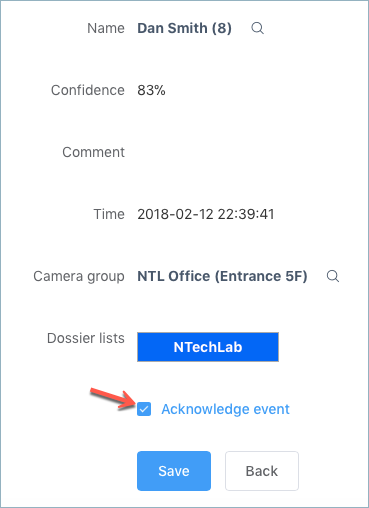 Name Dan Smith (8)
Confidence 83%
Comment
Time 2018-02-12 22:39:41
Camera group NTL Office (Entrance 5F)
Dossier lists NTechLab
Acknowledge event
Save Back